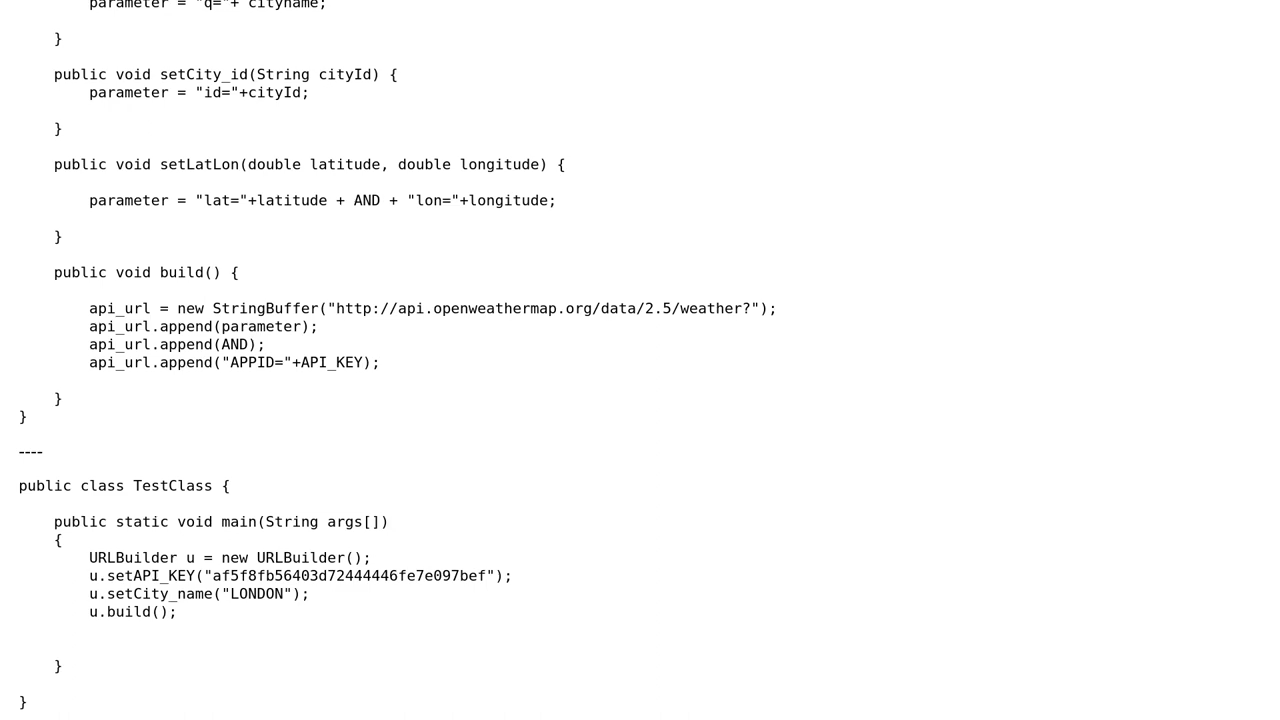 parameter = "q="+ cityname;
}
public void setCity_id(String cityId) {
parameter = "id="+cityId;
}
public void setLatLon(double latitude, double longitude) {
parameter = "lat="+latitude + AND + "lon="+longitude;
}
public void build() {
api_url = new StringBuffer("http://api.openweathermap.org/data/2.5/weather?");
api_url.append(parameter);
api_url.append(AND);
api_url.append("APPID="+API_KEY);
}
}
----
public class TestClass {
public static void main(String args[])
{
URLBuilder u = new URLBuilder();
u.setAPI_KEY("af5f8fb56403d72444446fe7e097bef");
u.setCity_name("LONDON");
u.build();
}
}